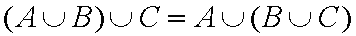 (A ∪ B) ∪ C = A ∪ (B ∪ C)